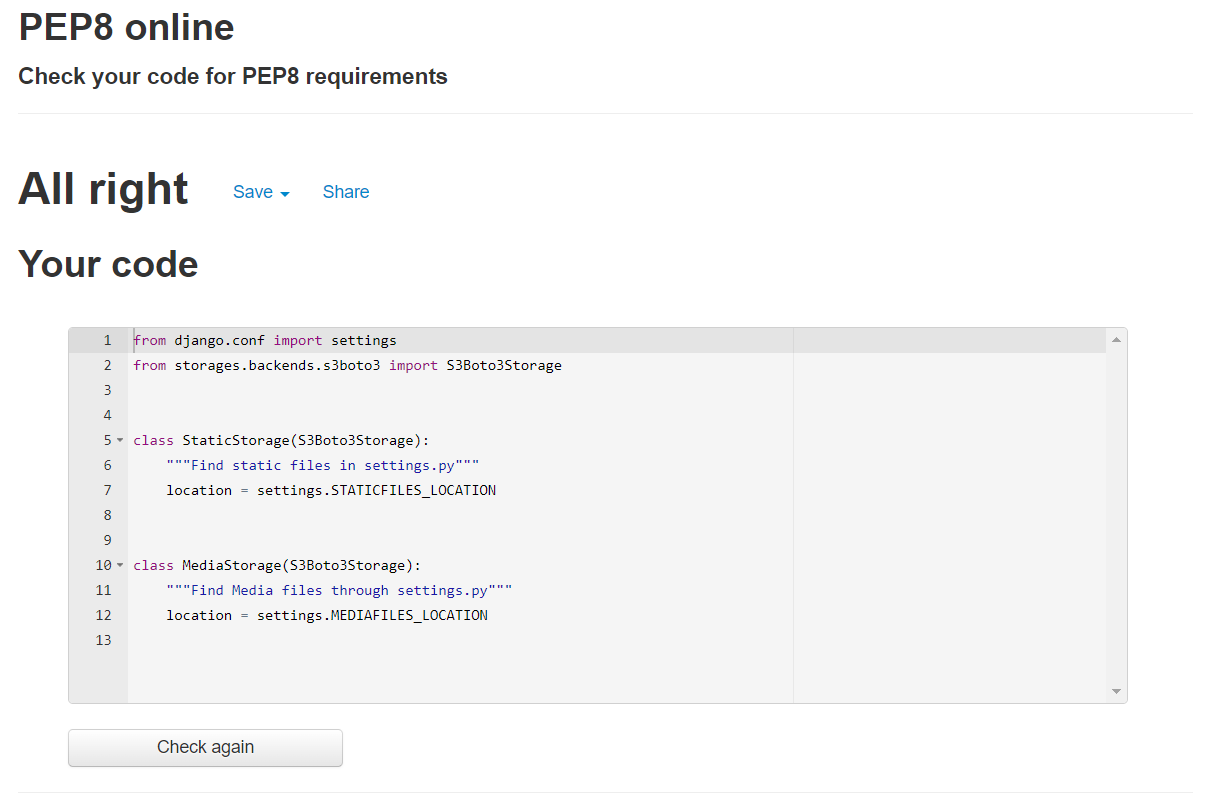 PEP8 online
Check your code for PEP8 requirements
All right Save Share
Your code
1 from django.conf import settings
2 from storages.backends.s3boto3 import S3Boto3Storage
3
4
5 class StaticStorage(S3Boto3Storage):
6     """Find static files in settings.py"""
7     location = settings.STATICFILES_LOCATION
8
9
10 class MediaStorage(S3Boto3Storage):
11     """Find Media files through settings.py"""
12     location = settings.MEDIAFILES_LOCATION
13
Check again